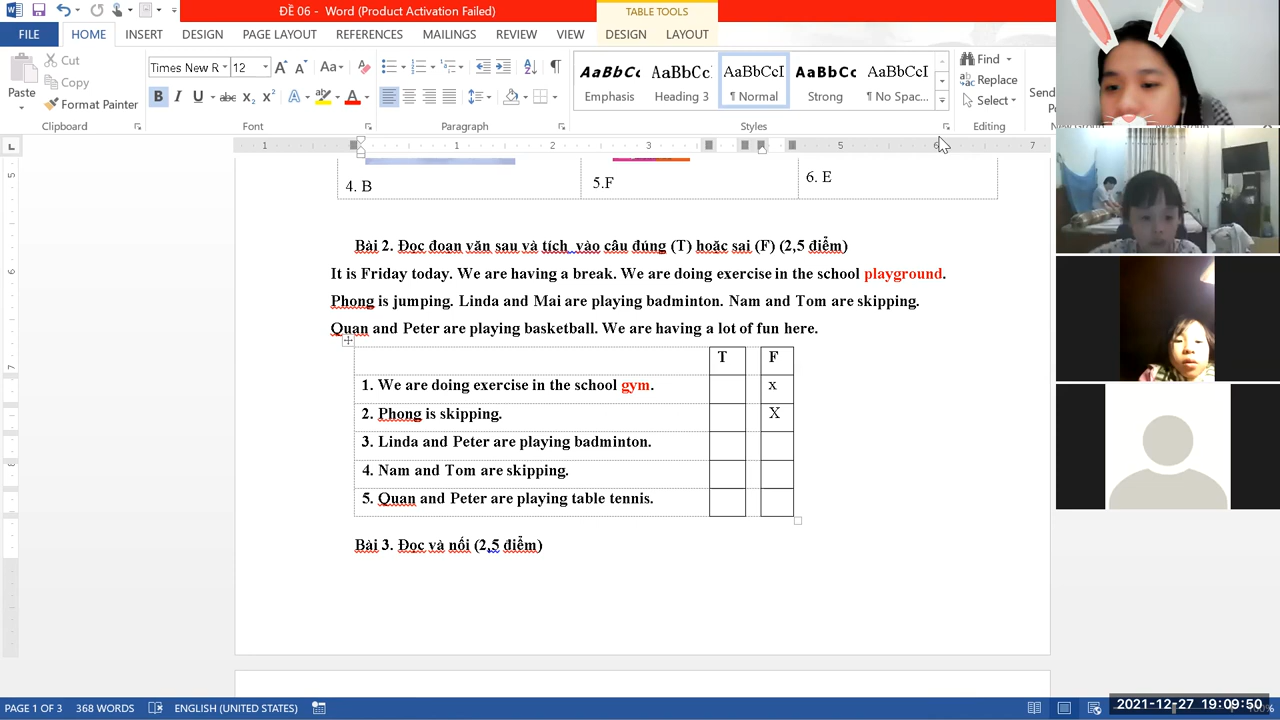 ĐỀ 06 - Word (Product Activation Failed)
TABLE TOOLS
FILE HOME INSERT DESIGN PAGE LAYOUT REFERENCES MAILINGS REVIEW VIEW DESIGN LAYOUT
Cut
Copy
Format Painter
Paste
Times New R 12
AaBbCc AaBbCc AaBbCcI AaBbCc AaBbCcI
Emphasis Heading 3 ¶ Normal Strong ¶ No Spac...
Find
Replace
Select
Send
Clipboard Font Paragraph Styles Editing
1 1 2 3 5 6 7
4. B 5.F 6. E
Bài 2. Đọc đoạn văn sau và tích vào câu đúng (T) hoặc sai (F) (2,5 điểm)
It is Friday today. We are having a break. We are doing exercise in the school playground.
Phong is jumping. Linda and Mai are playing badminton. Nam and Tom are skipping.
Quan and Peter are playing basketball. We are having a lot of fun here.
T F
1. We are doing exercise in the school gym. x
2. Phong is skipping. X
3. Linda and Peter are playing badminton.
4. Nam and Tom are skipping.
5. Quan and Peter are playing table tennis.
Bài 3. Đọc và nối (2,5 điểm)
PAGE 1 OF 3 368 WORDS ENGLISH (UNITED STATES)
2021-12-27 19:09:50